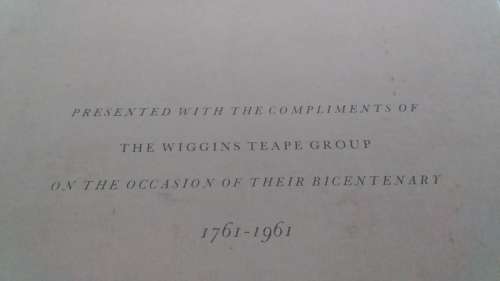 PRESENTED WITH THE COMPLIMENTS OF
THE WIGGINS TEAPE GROUP
ON THE OCCASION OF THEIR BICENTENARY
1761-1961